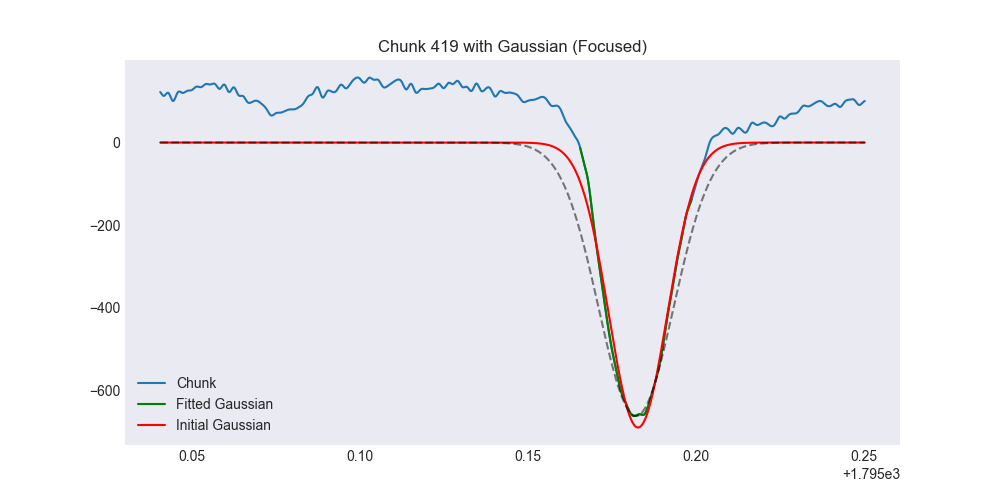 Chunk 419 with Gaussian (Focused)
0
−200
−400
−600
Chunk
Fitted Gaussian
Initial Gaussian
0.05 0.10 0.15 0.20 0.25
+1.795e3